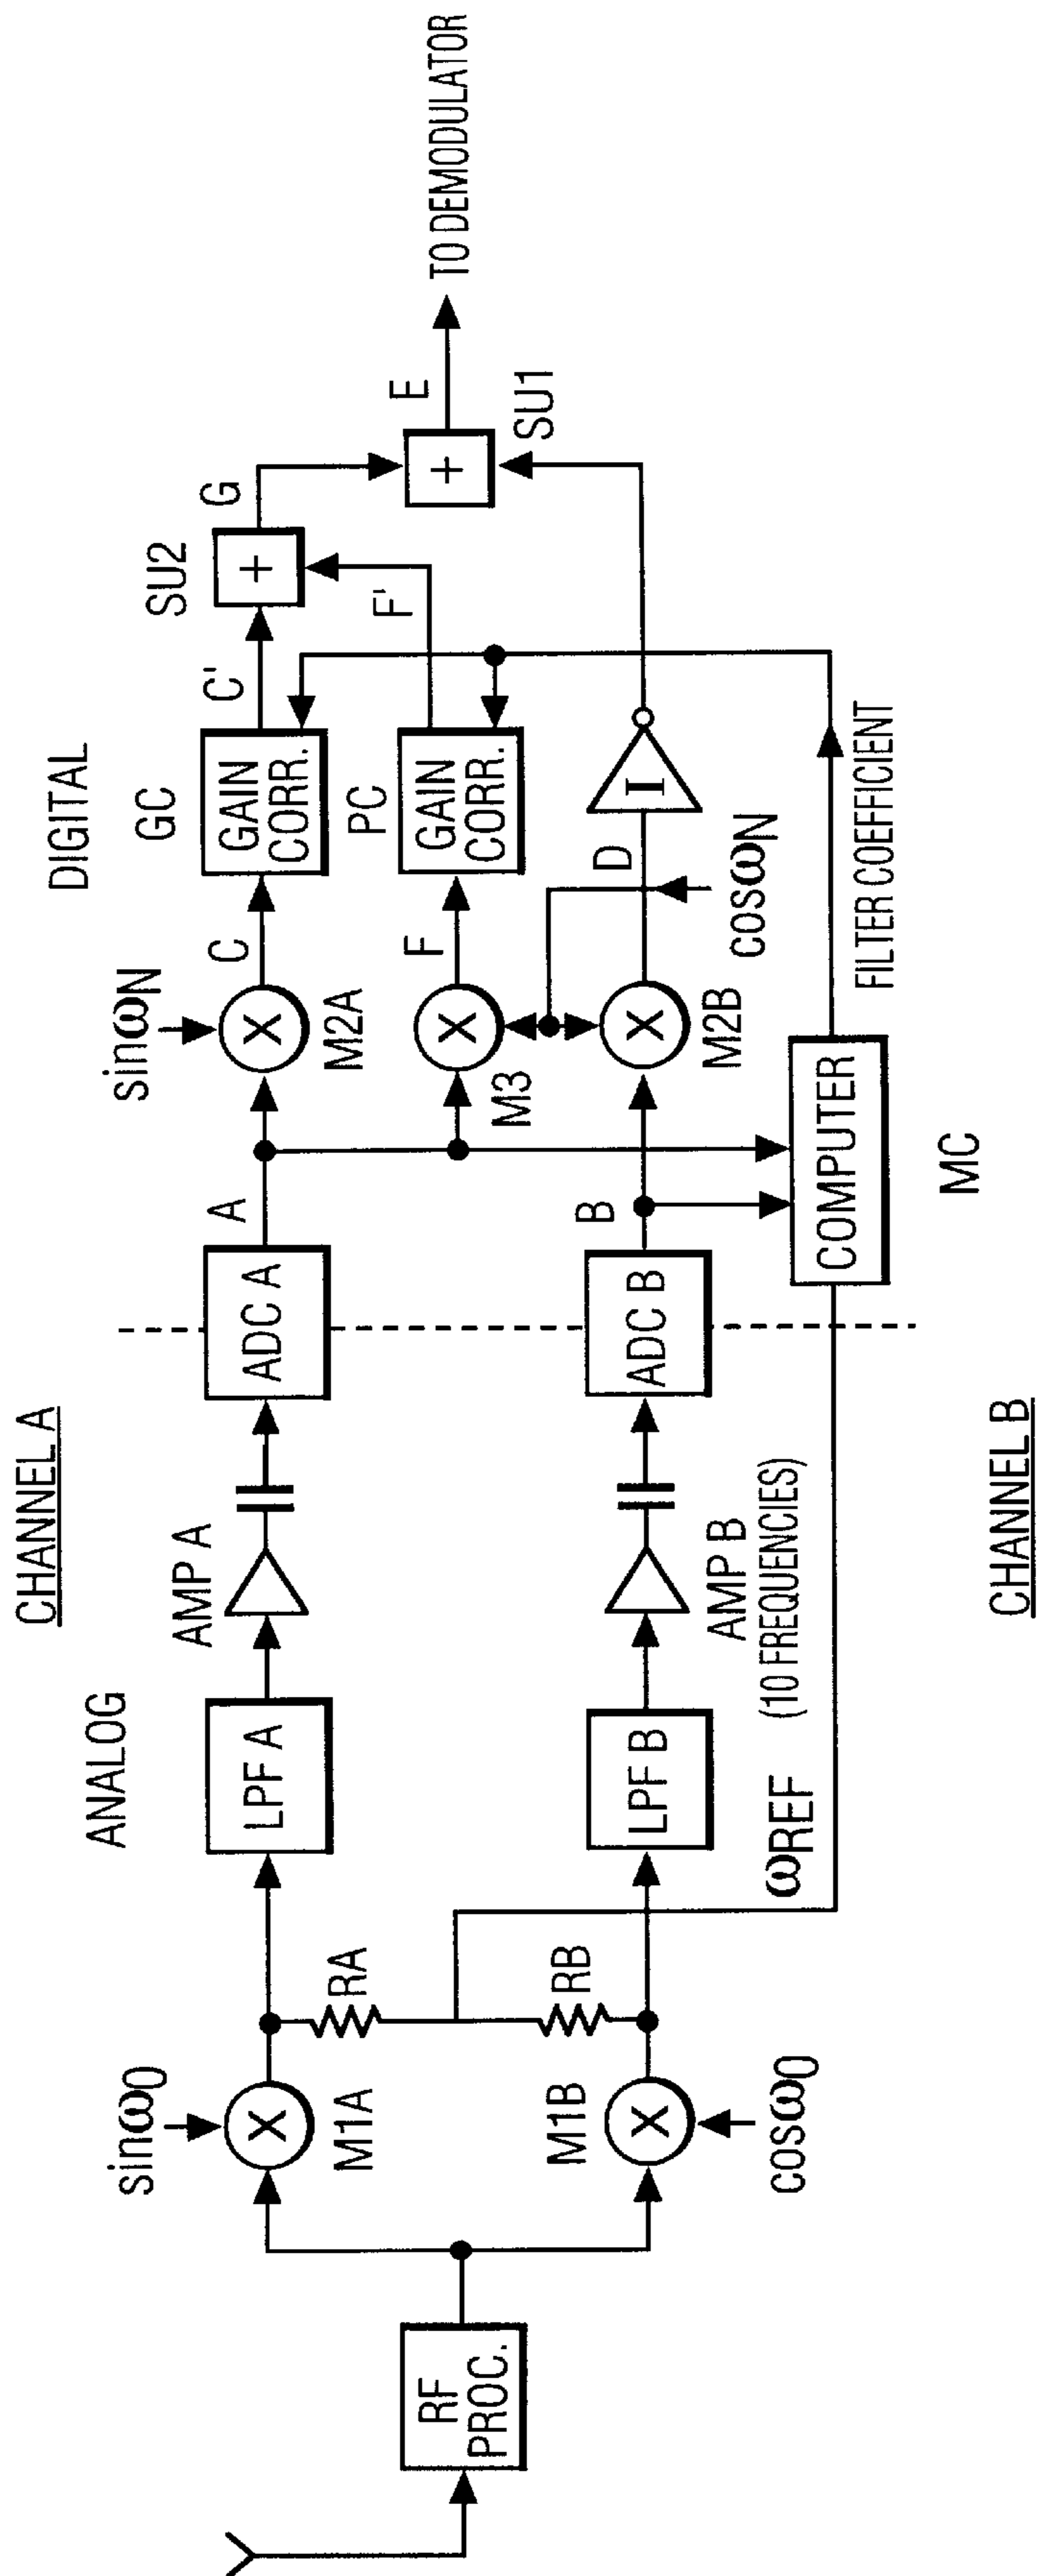 CHANNEL A
ANALOG
DIGITAL
RF
PROC.
sinω0
X
M1A
RA
LPF A
AMP A
ADC A
A
sinωN
X
M2A
C
GC
GAIN
CORR.
C'
SU2
+
G
M3
X
F
PC
GAIN
CORR.
F'
+
E
SU1
TO DEMODULATOR
M1B
X
cosω0
RB
LPF B
AMP B
(10 FREQUENCIES)
ADC B
B
X
M2B
D
cosωN
I
ωREF
COMPUTER
MC
FILTER COEFFICIENT
CHANNEL B